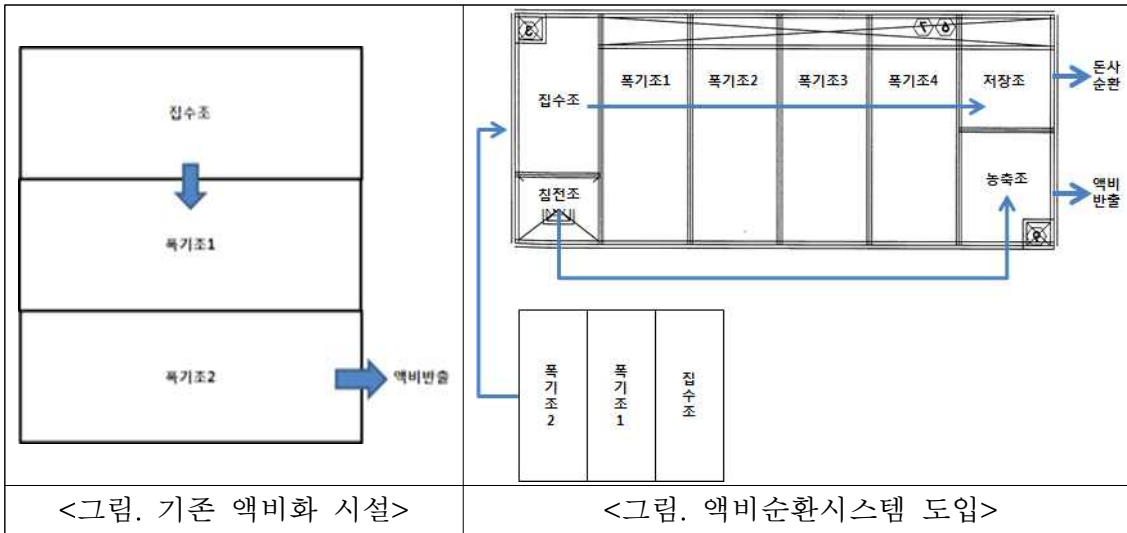 집수조
폭기조1
폭기조2
액비반출
폭기조1
폭기조2
폭기조3
폭기조4
저장조
집수조
침전조
농축조
돈사
순환
액비
반출
폭기조2
폭기조1
집수조
<그림. 기존 액비화 시설>
<그림. 액비순환시스템 도입>